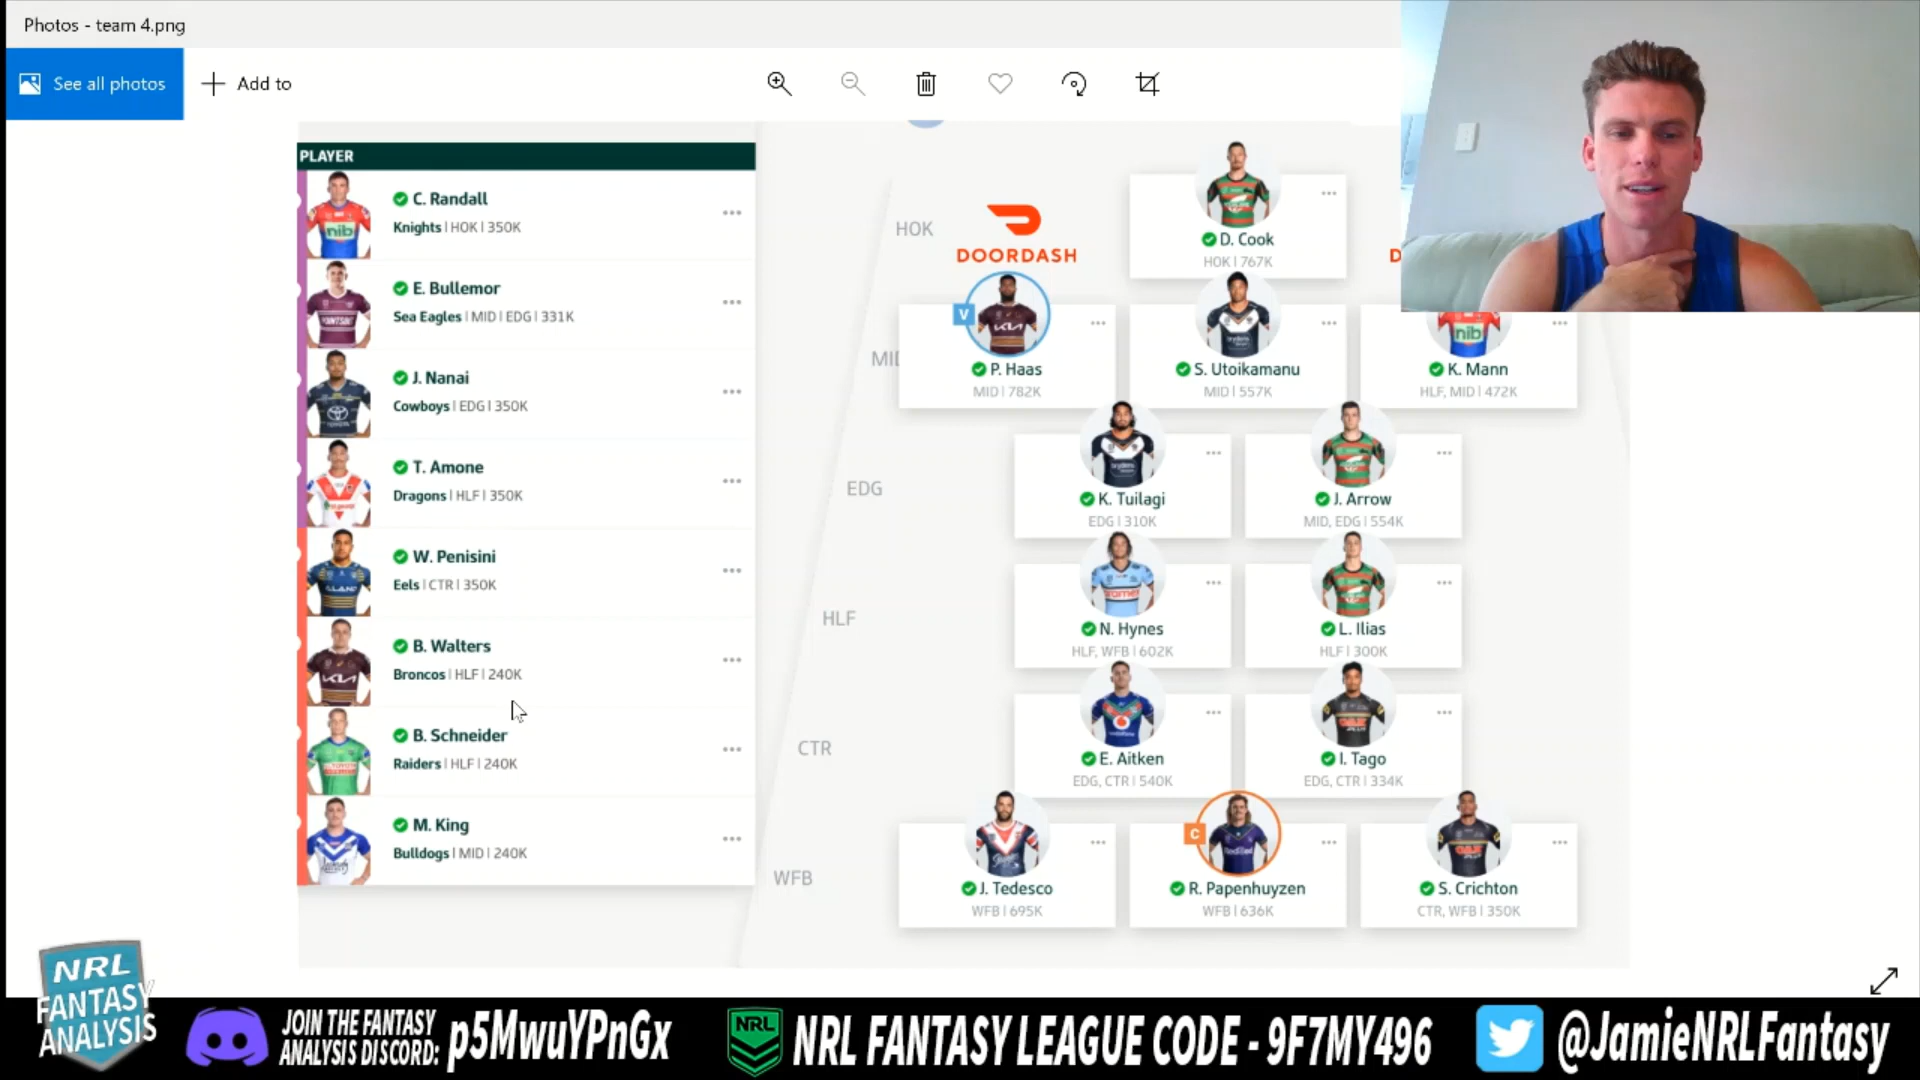 Photos - team 4.png
See all photos
Add to
PLAYER
C. Randall
Knights | HOK | 350K
E. Bullemor
Sea Eagles | MID | EDG | 331K
J. Nanai
Cowboys | EDG | 350K
T. Amone
Dragons | HLF | 350K
W. Penisini
Eels | CTR | 350K
B. Walters
Broncos | HLF | 240K
B. Schneider
Raiders | HLF | 240K
M. King
Bulldogs | MID | 240K
HOK
DOORDASH
D
D. Cook
HOK | 767K
MID
V
P. Haas
MID | 782K
S. Utoikamanu
MID | 557K
nib
K. Mann
HLF, MID | 472K
EDG
K. Tuilagi
EDG | 310K
J. Arrow
MID, EDG | 554K
HLF
N. Hynes
HLF, WFB | 602K
L. Ilias
HLF | 300K
CTR
E. Aitken
EDG, CTR | 540K
I. Tago
EDG, CTR | 334K
WFB
J. Tedesco
WFB | 695K
C
R. Papenhuyzen
WFB | 636K
S. Crichton
CTR, WFB | 350K
NRL
FANTASY
ANALYSIS
JOIN THE FANTASY
ANALYSIS DISCORD: p5MwuYPnGx
NRL
NRL FANTASY LEAGUE CODE - 9F7MY496
@JamieNRLFantasy